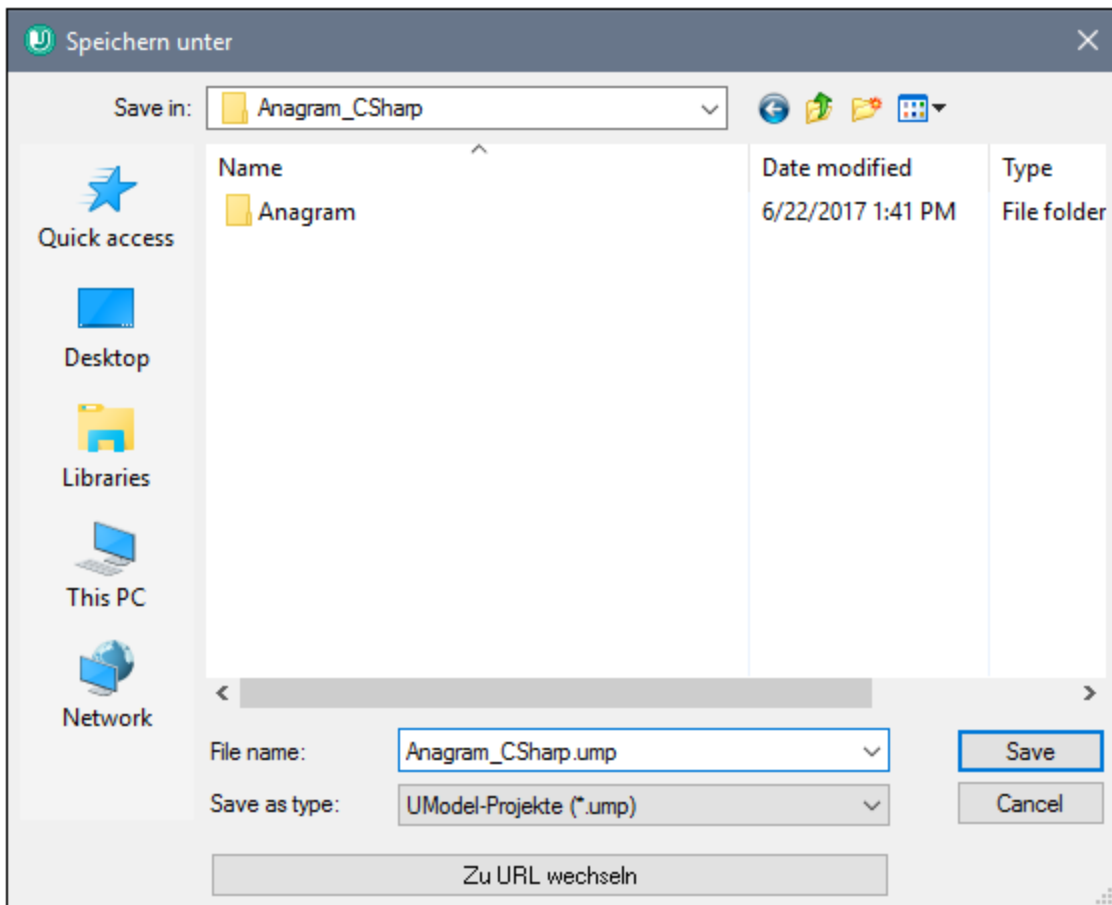 Speichern unter
Save in: Anagram_CSharp
Name Date modified Type
Anagram 6/22/2017 1:41 PM File folder
Quick access
Desktop
Libraries
This PC
Network
File name: Anagram_CSharp.ump Save
Save as type: UModel-Projekte (*.ump) Cancel
Zu URL wechseln